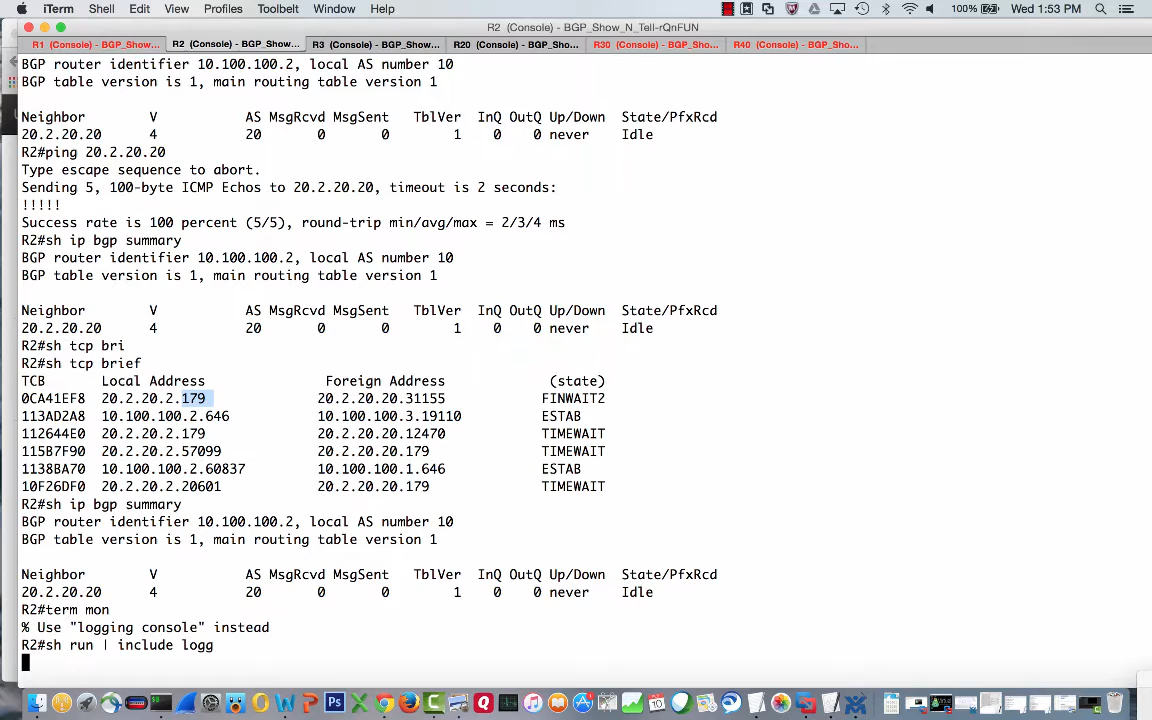 iTerm Shell Edit View Profiles Toolbelt Window Help 100% Wed 1:53 PM
R2 (Console) - BGP_Show_N_Tell-rQnFUN
R1 (Console) - BGP_Show... R2 (Console) - BGP_Show... R3 (Console) - BGP_Show... R20 (Console) - BGP_Sho... R30 (Console) - BGP_Sho... R40 (Console) - BGP_Sho...
BGP router identifier 10.100.100.2, local AS number 10
BGP table version is 1, main routing table version 1
Neighbor V AS MsgRcvd MsgSent TblVer InQ OutQ Up/Down State/PfxRcd
20.2.20.20 4 20 0 0 1 0 0 never Idle
R2#ping 20.2.20.20
Type escape sequence to abort.
Sending 5, 100-byte ICMP Echos to 20.2.20.20, timeout is 2 seconds:
!!!!!
Success rate is 100 percent (5/5), round-trip min/avg/max = 2/3/4 ms
R2#sh ip bgp summary
BGP router identifier 10.100.100.2, local AS number 10
BGP table version is 1, main routing table version 1
Neighbor V AS MsgRcvd MsgSent TblVer InQ OutQ Up/Down State/PfxRcd
20.2.20.20 4 20 0 0 1 0 0 never Idle
R2#sh tcp bri
R2#sh tcp brief
TCB Local Address Foreign Address (state)
0CA41EF8 20.2.20.2.179 20.2.20.20.31155 FINWAIT2
113AD2A8 10.100.100.2.646 10.100.100.3.19110 ESTAB
112644E0 20.2.20.2.179 20.2.20.20.12470 TIMEWAIT
115B7F90 20.2.20.2.57099 20.2.20.20.179 TIMEWAIT
1138BA70 10.100.100.2.60837 10.100.100.1.646 ESTAB
10F26DF0 20.2.20.2.20601 20.2.20.20.179 TIMEWAIT
R2#sh ip bgp summary
BGP router identifier 10.100.100.2, local AS number 10
BGP table version is 1, main routing table version 1
Neighbor V AS MsgRcvd MsgSent TblVer InQ OutQ Up/Down State/PfxRcd
20.2.20.20 4 20 0 0 1 0 0 never Idle
R2#term mon
% Use "logging console" instead
R2#sh run | include logg